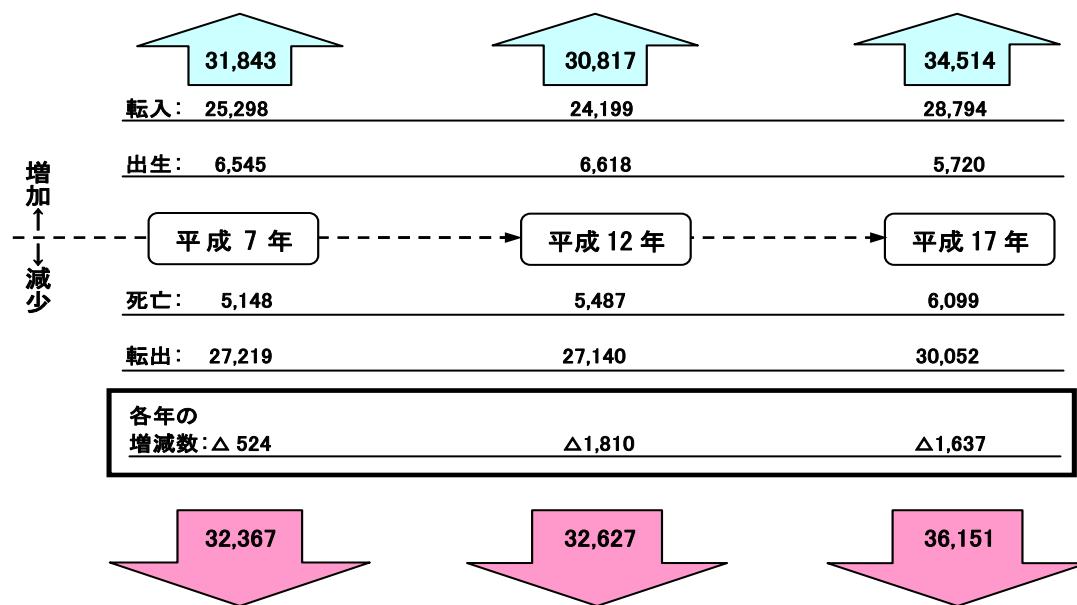 31,843 30,817 34,514
転入: 25,298 24,199 28,794
出生: 6,545 6,618 5,720
増加↑
平成 7 年 平成 12 年 平成 17 年
↓減少
死亡: 5,148 5,487 6,099
転出: 27,219 27,140 30,052
各年の
増減数:△ 524 △1,810 △1,637
32,367 32,627 36,151